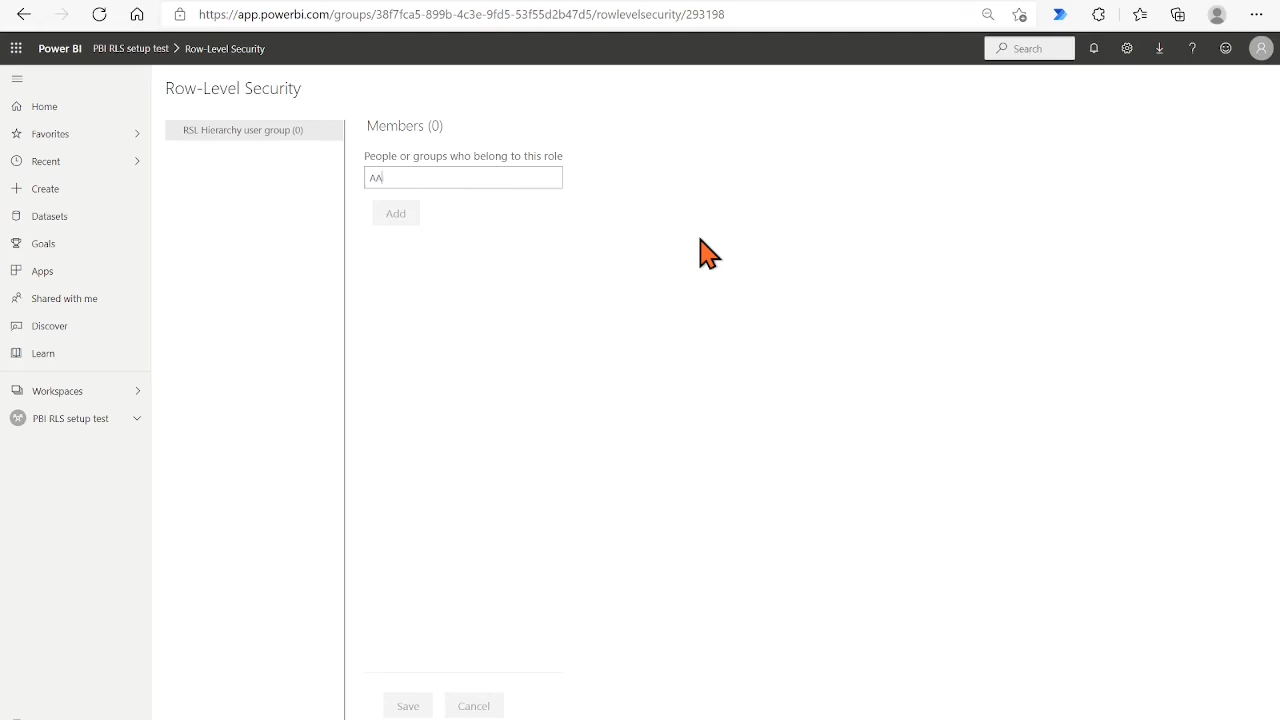 https://app.powerbi.com/groups/38f7fca5-899b-4c3e-9fd5-53f55d2b47d5/rowlevelsecurity/293198
Power BI PBI RLS setup test > Row-Level Security
Search
Home
Favorites
Recent
Create
Datasets
Goals
Apps
Shared with me
Discover
Learn
Workspaces
PBI RLS setup test
Row-Level Security
RSL Hierarchy user group (0)
Members (0)
People or groups who belong to this role
AA
Add
Save Cancel